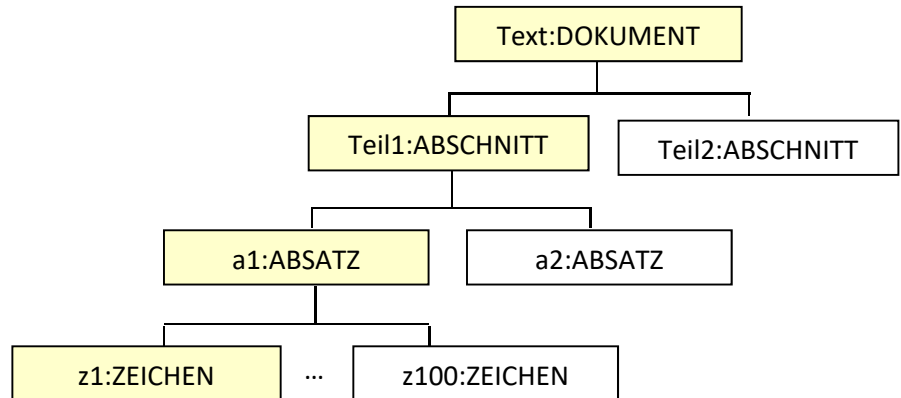 Text:DOKUMENT
Teil1:ABSCHNITT
Teil2:ABSCHNITT
a1:ABSATZ
a2:ABSATZ
z1:ZEICHEN
...
z100:ZEICHEN